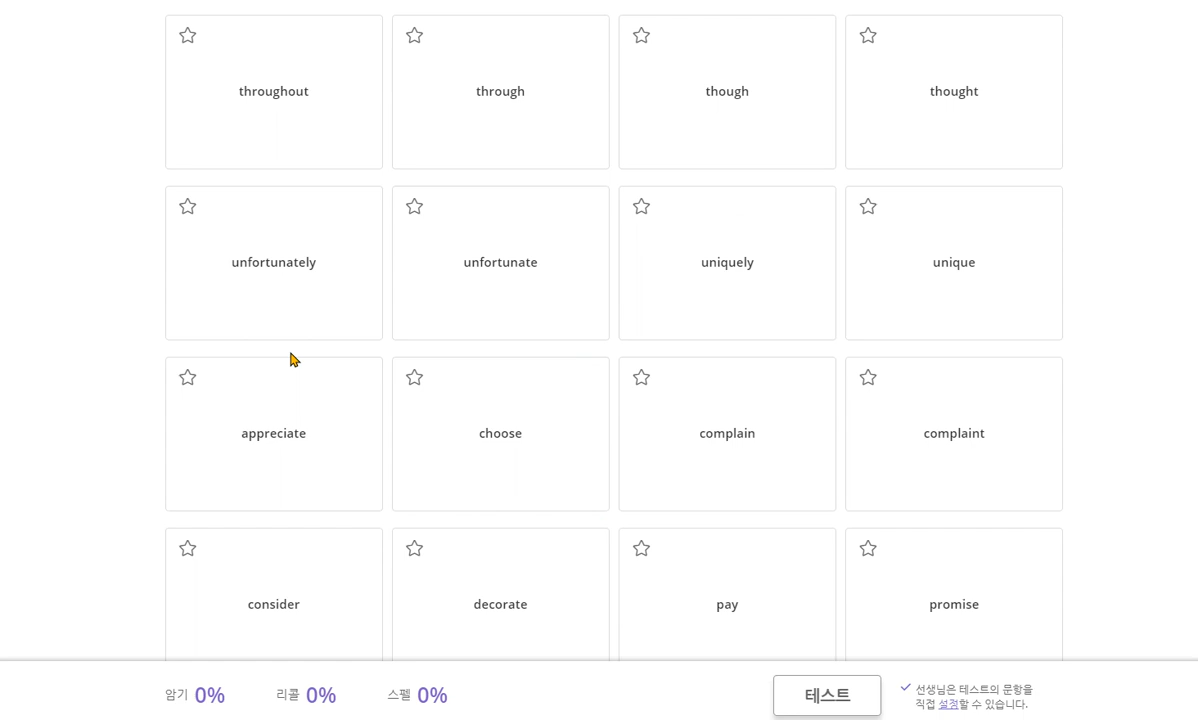 throughout
through
though
thought
unfortunately
unfortunate
uniquely
unique
appreciate
choose
complain
complaint
consider
decorate
pay
promise
암기 0%
리콜 0%
스펠 0%
테스트
선생님은 테스트의 문항을
직접 설정할 수 있습니다.